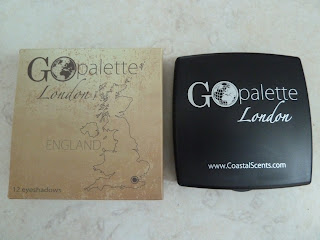 GO palette
London
ENGLAND
12 eyeshadows
GO palette
London
www.CoastalScents.com